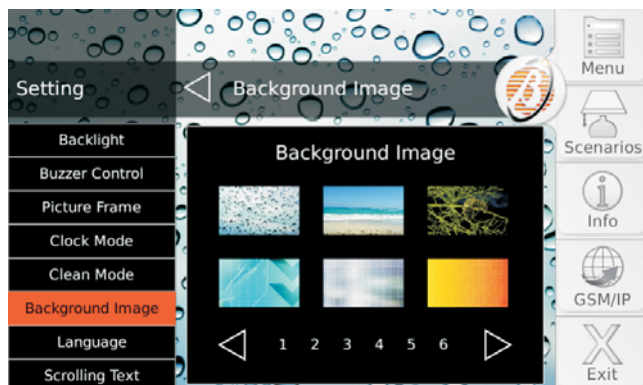 Setting
Background Image
Backlight
Buzzer Control
Picture Frame
Clock Mode
Clean Mode
Background Image
Language
Scrolling Text
Background Image
1 2 3 4 5 6
Menu
Scenarios
Info
GSM/IP
Exit